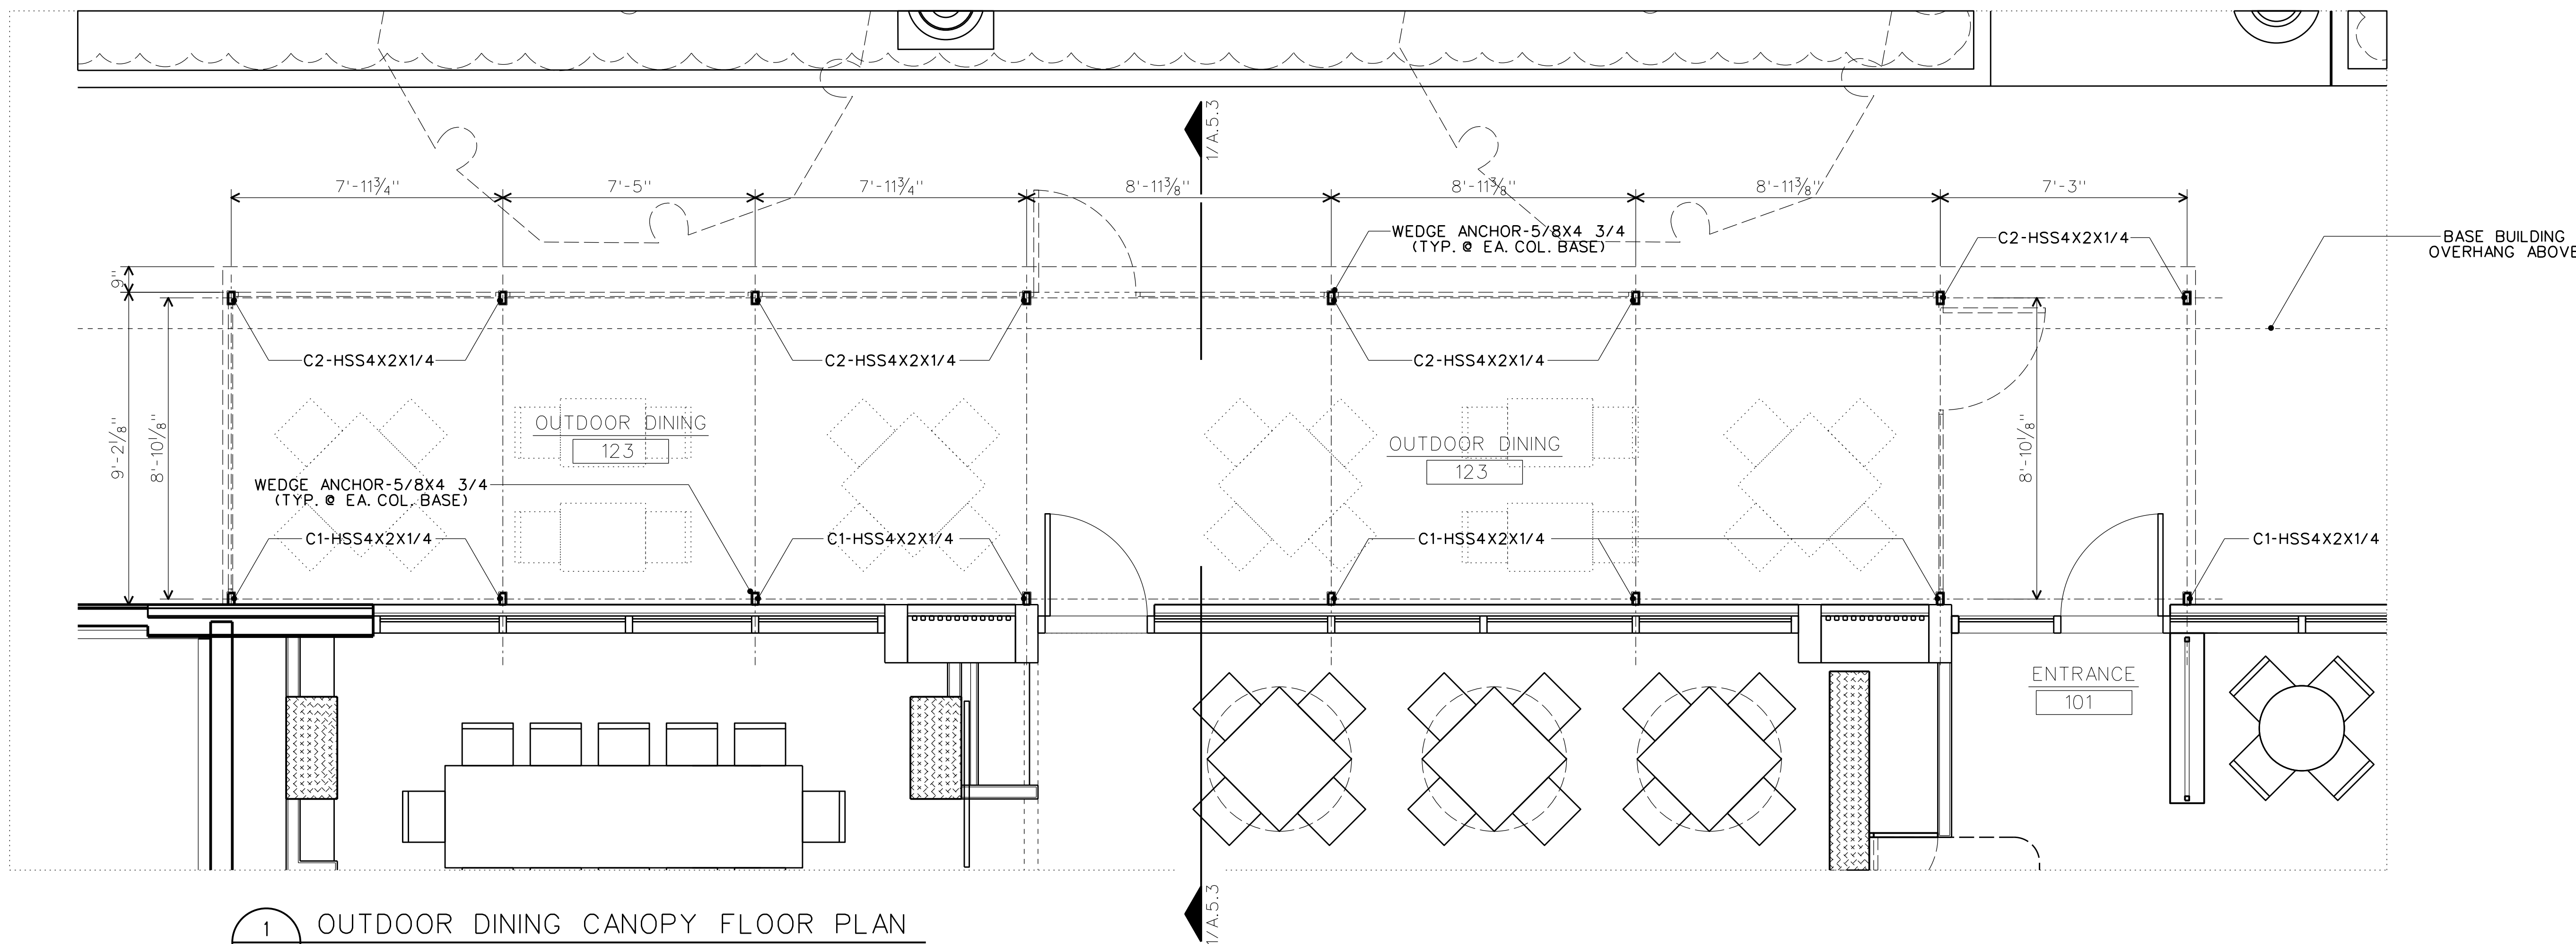 1/A.5.3
7'-11¾"
7'-5"
7'-11¾"
8'-11⅜"
8'-11⅜"
8'-11⅜"
7'-3"
WEDGE ANCHOR-5/8X4 3/4
(TYP. @ EA. COL. BASE)
C2-HSS4X2X1/4
BASE BUILDING
OVERHANG ABOVE
9"
C2-HSS4X2X1/4
C2-HSS4X2X1/4
C2-HSS4X2X1/4
9'-2⅛"
8'-10⅛"
OUTDOOR DINING
123
OUTDOOR DINING
123
8'-10⅛"
WEDGE ANCHOR-5/8X4 3/4
(TYP. @ EA. COL. BASE)
C1-HSS4X2X1/4
C1-HSS4X2X1/4
C1-HSS4X2X1/4
C1-HSS4X2X1/4
ENTRANCE
101
1/A.5.3
1
OUTDOOR DINING CANOPY FLOOR PLAN